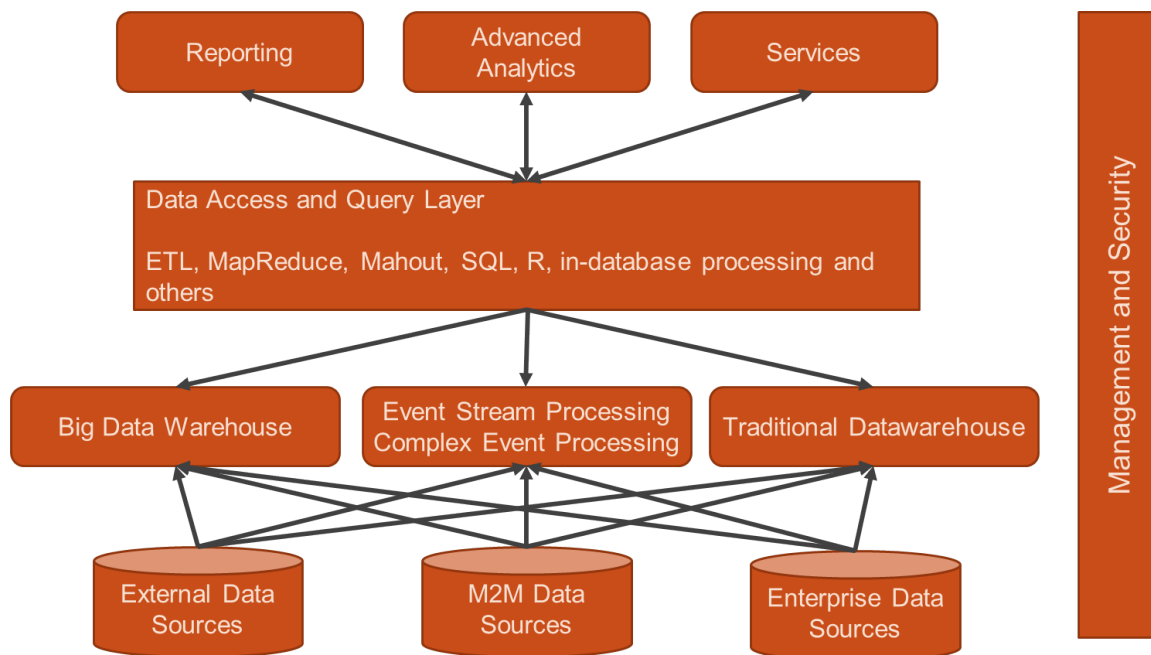 Reporting
Advanced
Analytics
Services
Data Access and Query Layer
ETL, MapReduce, Mahout, SQL, R, in-database processing and
others
Big Data Warehouse
Event Stream Processing
Complex Event Processing
Traditional Datawarehouse
External Data
Sources
M2M Data
Sources
Enterprise Data
Sources
Management and Security